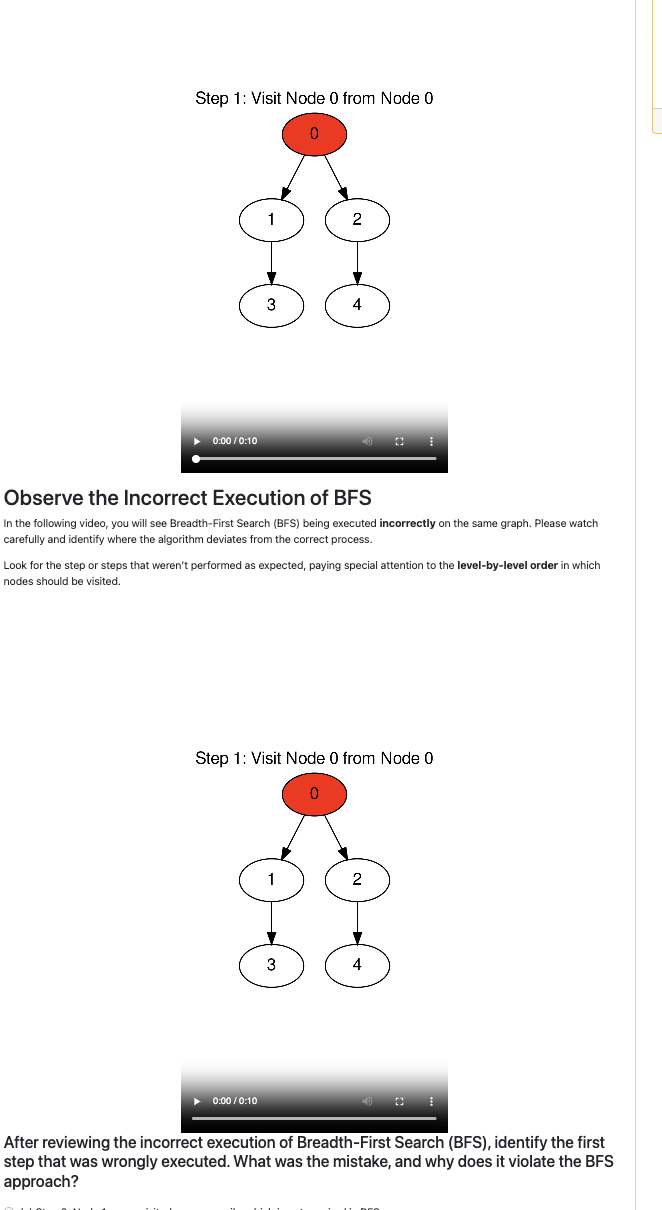 Step 1: Visit Node 0 from Node 0
0
1 2
3 4
0:00 / 0:10
Observe the Incorrect Execution of BFS
In the following video, you will see Breadth-First Search (BFS) being executed incorrectly on the same graph. Please watch
carefully and identify where the algorithm deviates from the correct process.
Look for the step or steps that weren't performed as expected, paying special attention to the level-by-level order in which
nodes should be visited.
Step 1: Visit Node 0 from Node 0
0
1 2
3 4
0:00 / 0:10
After reviewing the incorrect execution of Breadth-First Search (BFS), identify the first
step that was wrongly executed. What was the mistake, and why does it violate the BFS
approach?